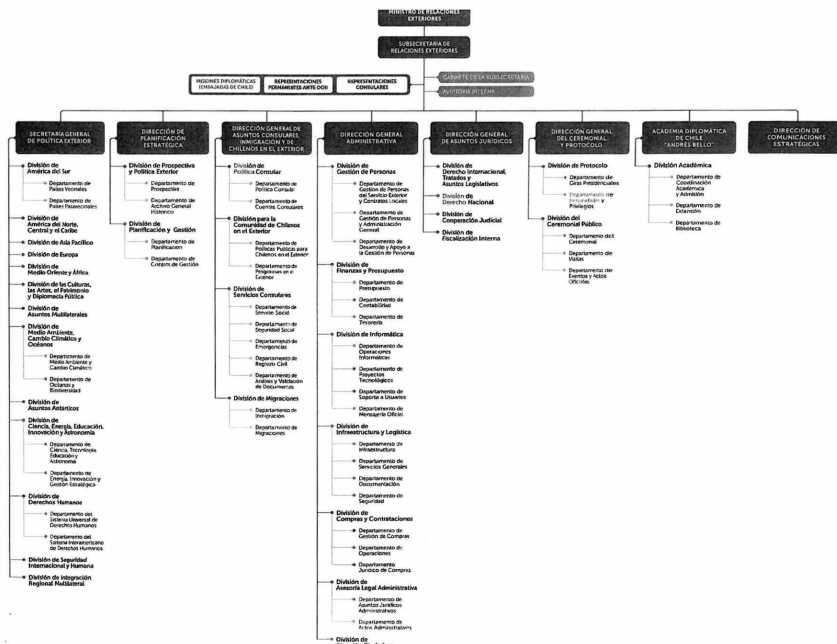 MINISTRO DE RELACIONES
EXTERIORES
SUBSECRETARÍA DE
RELACIONES EXTERIORES
MISIONES DIPLOMÁTICAS
(EMBAJADAS DE CHILE)
REPRESENTACIONES
PERMANENTES ANTE OOII
REPRESENTACIONES
CONSULARES
GABINETE DE LA SUBSECRETARÍA
AUDITORÍA INTERNA
SECRETARÍA GENERAL
DE POLÍTICA EXTERIOR
División de
América del Sur
Departamento de
Países Vecinales
Departamento de
Países Paravecinales
División de
América del Norte,
Central y el Caribe
División de Asia Pacífico
División de Europa
División de
Medio Oriente y África
División de las Culturas,
las Artes, el Patrimonio
y Diplomacia Pública
División de
Asuntos Multilaterales
División de
Medio Ambiente,
Cambio Climático y
Océanos
Departamento de
Medio Ambiente y
Cambio Climático
Departamento de
Océanos y
Biodiversidad
División de
Asuntos Antárticos
División de
Ciencia, Energía, Educación,
Innovación y Astronomía
Departamento de
Ciencia, Tecnología,
Educación y
Astronomía
Departamento de
Energía, Innovación y
Gestión Estratégica
División de
Derechos Humanos
Departamento del
Sistema Universal de
Derechos Humanos
Departamento del
Sistema Interamericano
de Derechos Humanos
División de Seguridad
Internacional y Humana
División de Integración
Regional Multilateral
DIRECCIÓN DE
PLANIFICACIÓN
ESTRATÉGICA
División de Prospectiva
y Política Exterior
Departamento de
Prospectiva
Departamento de
Archivo General
Histórico
División de
Planificación y Gestión
Departamento de
Planificación
Departamento de
Control de Gestión
DIRECCIÓN GENERAL DE
ASUNTOS CONSULARES,
INMIGRACIÓN Y DE
CHILENOS EN EL EXTERIOR
División de
Política Consular
Departamento de
Política Consular
Departamento de
Cuentas Consulares
División para la
Comunidad de Chilenos
en el Exterior
Departamento de
Políticas Públicas para
Chilenos en el Exterior
Departamento de
Programas en el
Exterior
División de
Servicios Consulares
Departamento de
Servicio Social
Departamento de
Seguridad Social
Departamento de
Emergencias
Departamento de
Registro Civil
Departamento de
Análisis y Validación
de Documentos
División de Migraciones
Departamento de
Inmigración
Departamento de
Migraciones
DIRECCIÓN GENERAL
ADMINISTRATIVA
División de
Gestión de Personas
Departamento de
Gestión de Personas
del Servicio Exterior
y Contratos Locales
Departamento de
Gestión de Personas
y Administración
General
Departamento de
Desarrollo y Apoyo a
la Gestión de Personas
División de
Finanzas y Presupuesto
Departamento de
Presupuesto
Departamento de
Contabilidad
Departamento de
Tesorería
División de Informática
Departamento de
Operaciones
Informáticas
Departamento de
Proyectos
Tecnológicos
Departamento de
Soporte a Usuarios
Departamento de
Mensajería Oficial
División de
Infraestructura y Logística
Departamento de
Infraestructura
Departamento de
Servicios Generales
Departamento de
Documentación
Departamento de
Seguridad
División de
Compras y Contrataciones
Departamento de
Gestión de Compras
Departamento de
Operaciones
Departamento
Jurídico de Compras
División de
Asesoría Legal Administrativa
Departamento de
Asuntos Jurídicos
Administrativos
Departamento de
Actos Administrativos
División de
DIRECCIÓN GENERAL
DE ASUNTOS JURÍDICOS
División de
Derecho Internacional,
Tratados y
Asuntos Legislativos
División de
Derecho Nacional
División de
Cooperación Judicial
División de
Fiscalización Interna
DIRECCIÓN GENERAL
DEL CEREMONIAL
Y PROTOCOLO
División de Protocolo
Departamento de
Giras Presidenciales
Departamento de
Inmunidades y
Privilegios
División del
Ceremonial Público
Departamento del
Ceremonial
Departamento de
Visitas
Departamento de
Eventos y Actos
Oficiales
ACADEMIA DIPLOMÁTICA
DE CHILE
"ANDRÉS BELLO"
División Académica
Departamento de
Coordinación
Académica
y Admisión
Departamento de
Extensión
Departamento de
Biblioteca
DIRECCIÓN DE
COMUNICACIONES
ESTRATÉGICAS